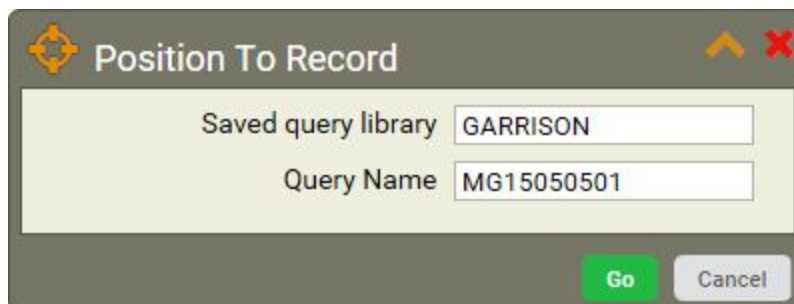 Position To Record
Saved query library GARRISON
Query Name MG15050501
Go Cancel